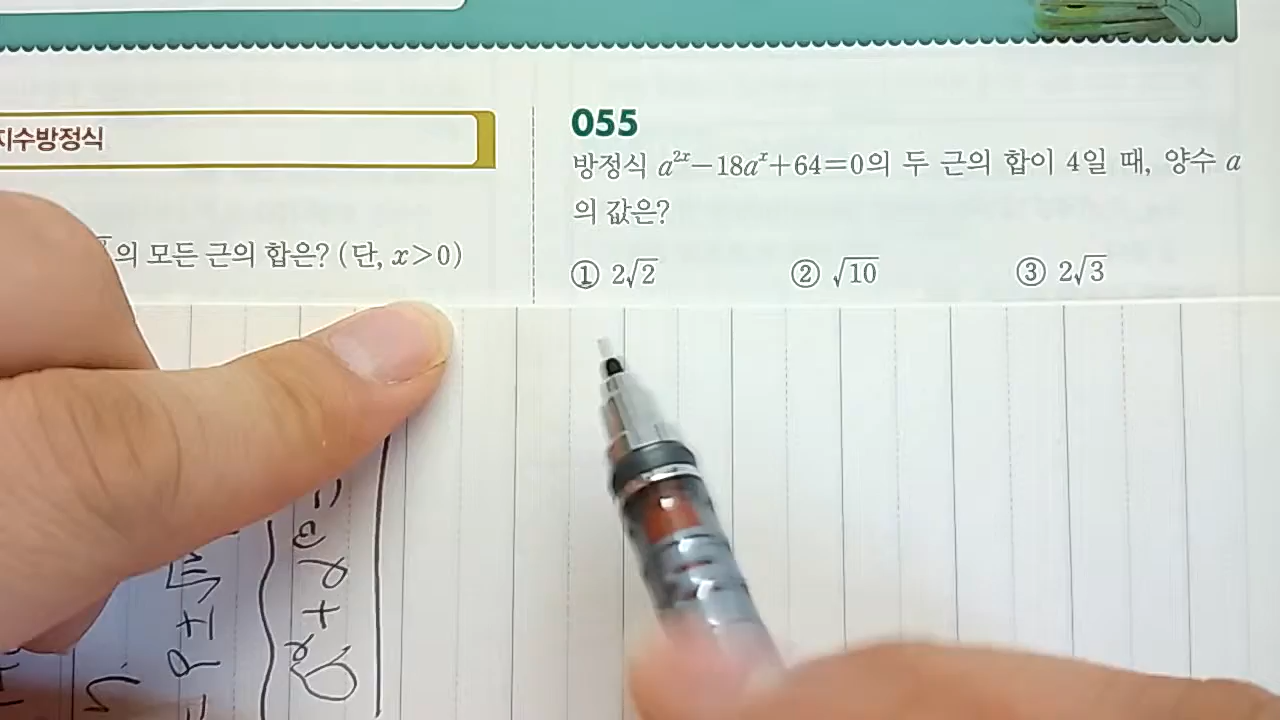 지수방정식
의 모든 근의 합은? (단, x>0)
055
방정식 a^{2x}-18a^x+64=0의 두 근의 합이 4일 때, 양수 a
의 값은?
① 2√2 ② √10 ③ 2√3